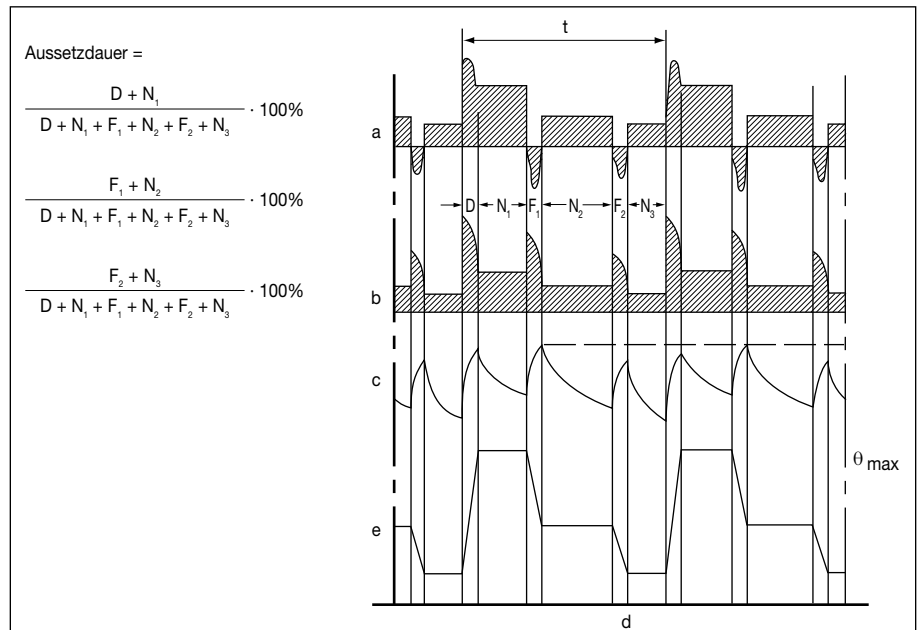 Aussetzdauer =
D + N₁
D + N₁ + F₁ + N₂ + F₂ + N₃
· 100%
F₁ + N₂
D + N₁ + F₁ + N₂ + F₂ + N₃
· 100%
F₂ + N₃
D + N₁ + F₁ + N₂ + F₂ + N₃
· 100%
t
a
D N₁ F₁ N₂ F₂ N₃
b
c
θ max
e
d